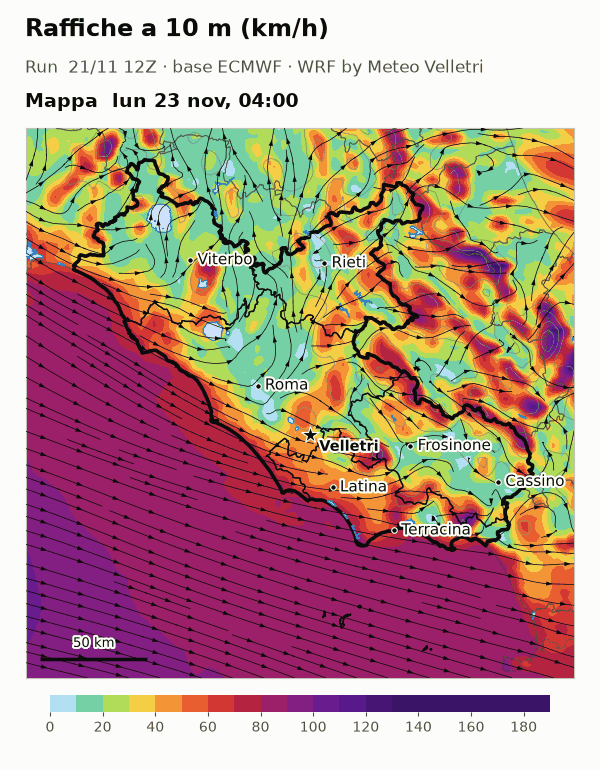 Raffiche a 10 m (km/h)
Run  21/11 12Z · base ECMWF · WRF by Meteo Velletri
Mappa  lun 23 nov, 04:00
Viterbo
Rieti
Roma
Velletri
Frosinone
Cassino
Latina
Terracina
50 km
0 20 40 60 80 100 120 140 160 180